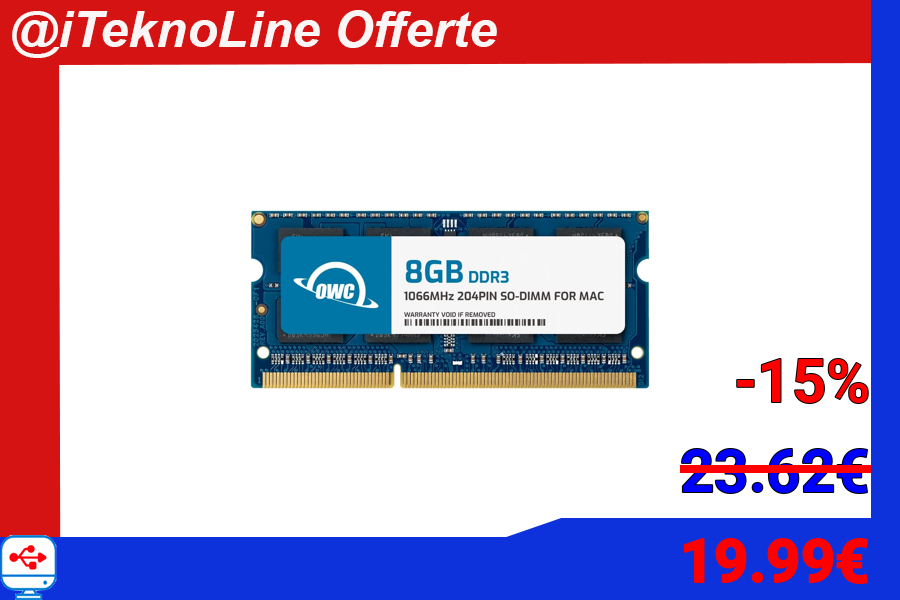 @iTeknoLine Offerte
OWC
8GB DDR3
1066MHz 204PIN SO-DIMM FOR MAC
WARRANTY VOID IF REMOVED
-15%
23.62€
19.99€